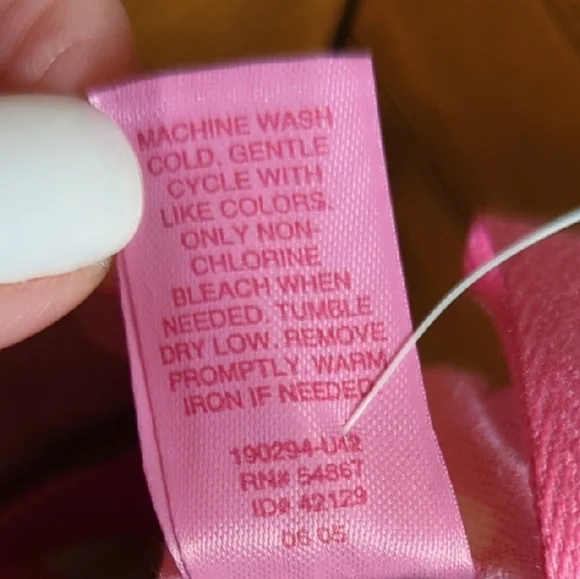 MACHINE WASH
COLD. GENTLE
CYCLE WITH
LIKE COLORS.
ONLY NON-
CHLORINE
BLEACH WHEN
NEEDED. TUMBLE
DRY LOW. REMOVE
PROMPTLY. WARM
IRON IF NEEDED
190294-U42
RN# 54867
ID# 42129
06 05